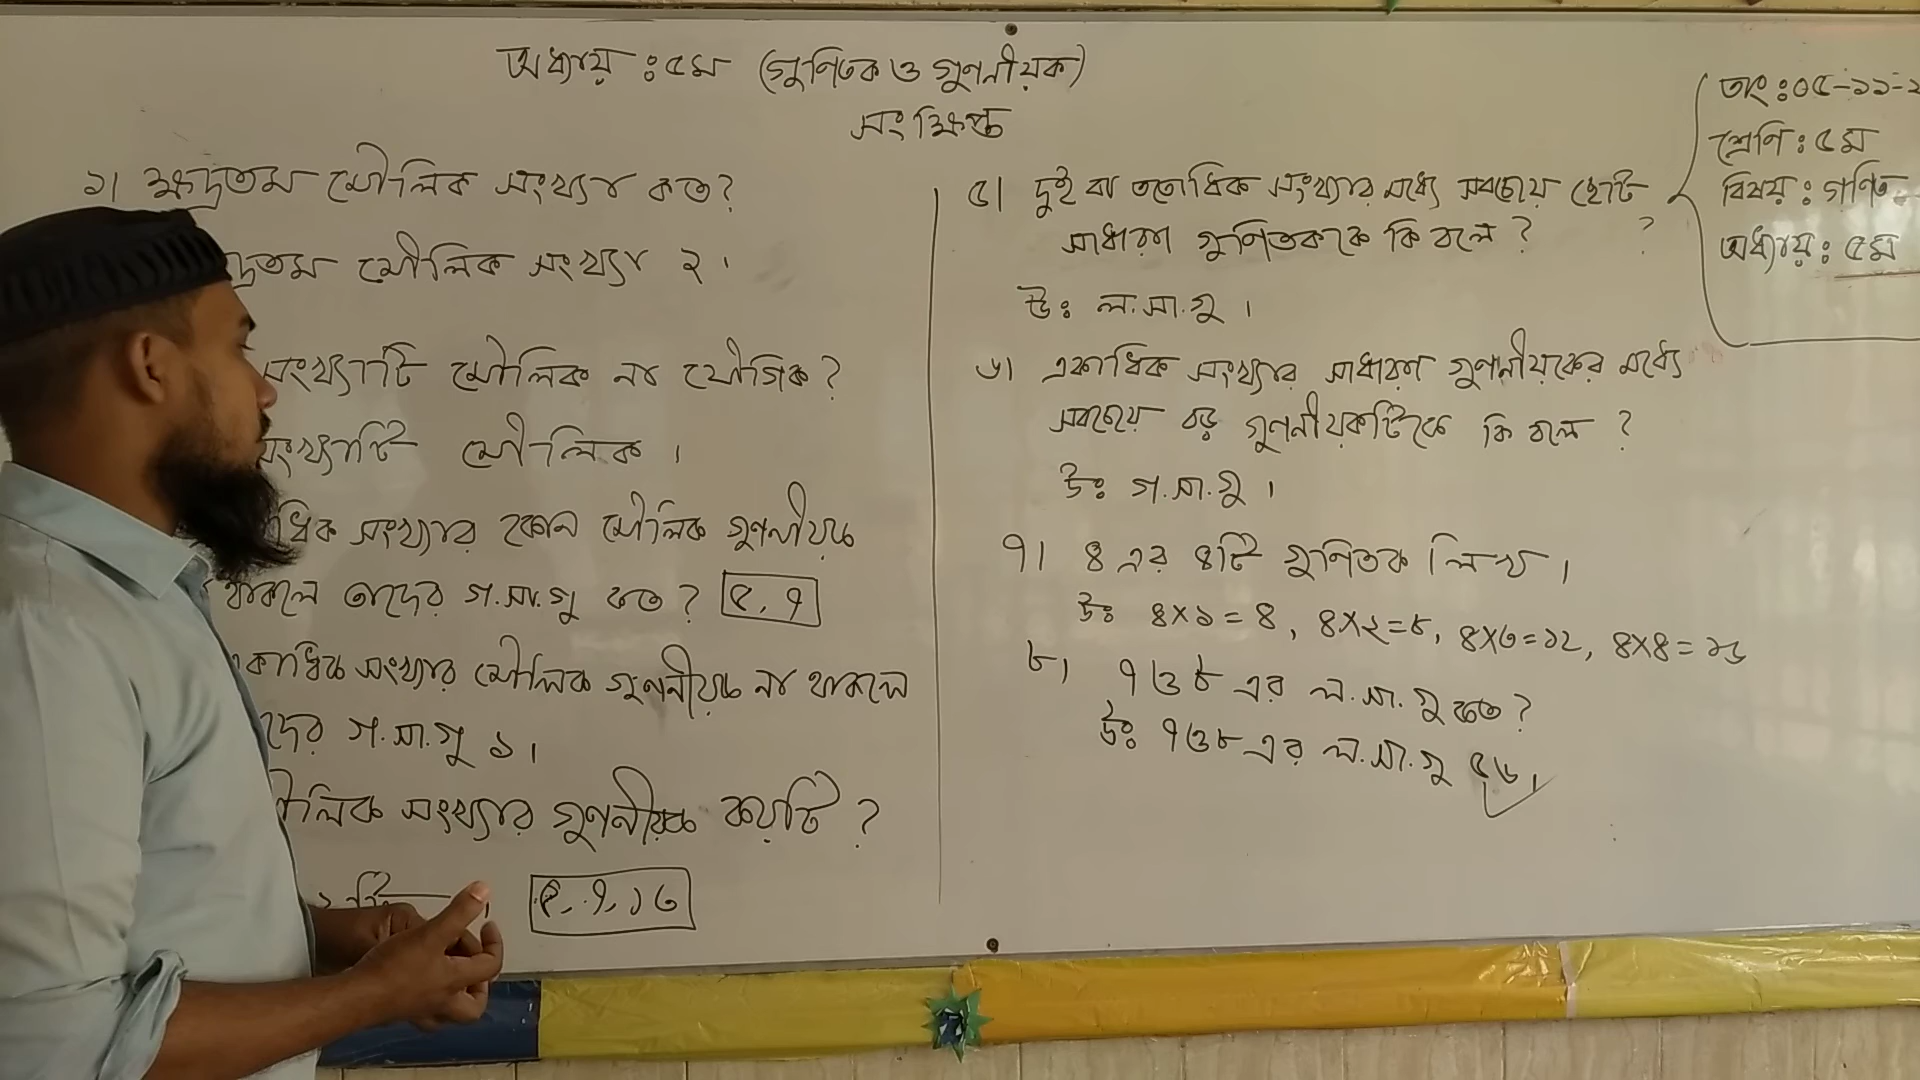 অধ্যায় : ৫ম (গুণিতক ও গুণনীয়ক)
সংক্ষিপ্ত
১। ক্ষুদ্রতম মৌলিক সংখ্যা কত?
দ্রতম মৌলিক সংখ্যা ২।
সংখ্যাটি মৌলিক না যৌগিক?
সংখ্যাটি মৌলিক।
ধিক সংখ্যার কোন মৌলিক গুণনীয়ক
থাকলে তাদের গ.সা.গু কত? ৫, ৭
একাধিক সংখ্যার মৌলিক গুণনীয়ক না থাকলে
দের গ.সা.গু ১।
মৌলিক সংখ্যার গুণনীয়ক কয়টি?
২টি। ৫, ৭, ১৩
৫। দুই বা ততোধিক সংখ্যার মধ্যে সবচেয়ে ছোট
সাধারণ গুণিতককে কি বলে? ?
উঃ ল.সা.গু।
৬। একাধিক সংখ্যার সাধারণ গুণনীয়কের মধ্যে
সবচেয়ে বড় গুণনীয়কটিকে কি বলে?
উঃ গ.সা.গু।
৭। ৪ এর ৪টি গুণিতক লিখ।
উঃ ৪×১=৪, ৪×২=৮, ৪×৩=১২, ৪×৪=১৬
৮। ৭ ও ৮ এর ল.সা.গু কত?
উঃ ৭ ও ৮ এর ল.সা.গু ৫৬।
তাং : ০৫-১১-২
শ্রেণি : ৫ম
বিষয় : গণিত
অধ্যায় : ৫ম